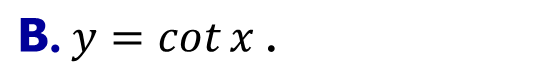 B. y = cot x .